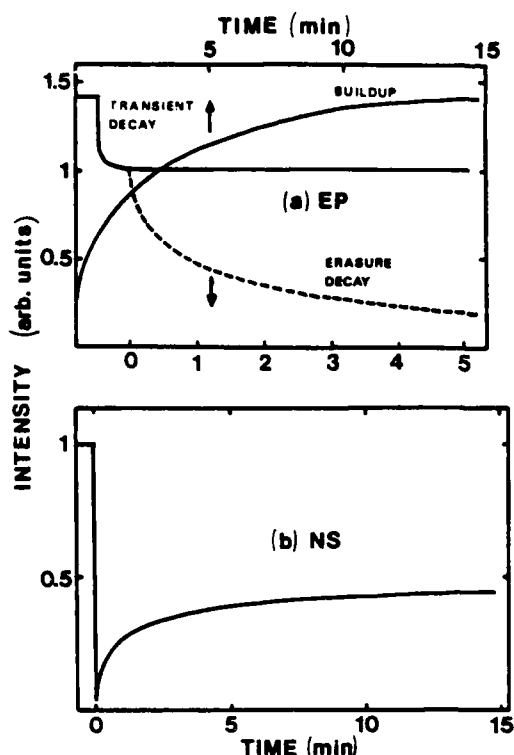 TIME (min)
5 10 15
1.5
TRANSIENT
DECAY
BUILDUP
1
(a) EP
0.5
ERASURE
DECAY
0 1 2 3 4 5
INTENSITY (arb. units)
1
(b) NS
0.5
0 5 10 15
TIME (min)